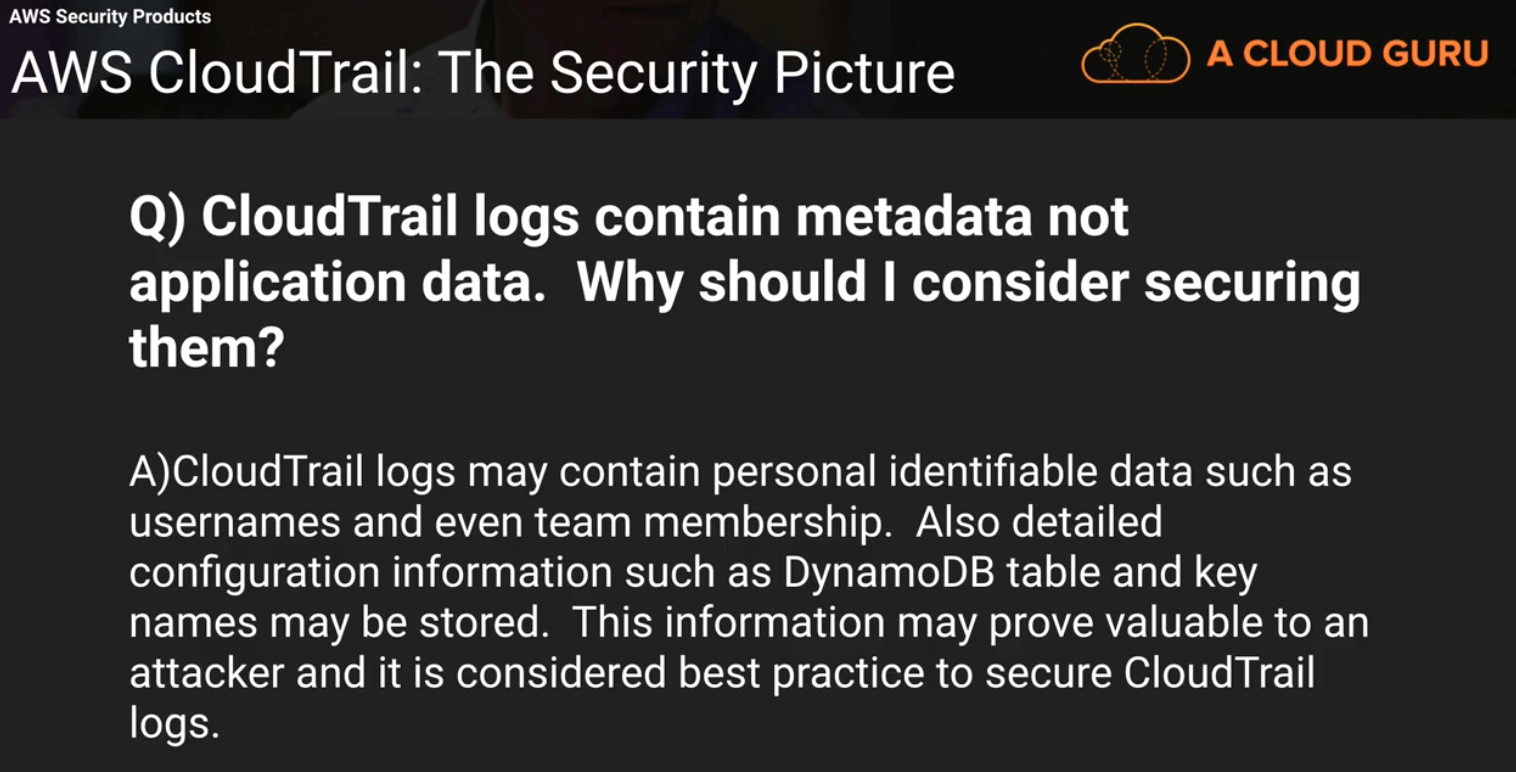 AWS Security Products
AWS CloudTrail: The Security Picture
A CLOUD GURU
Q) CloudTrail logs contain metadata not
application data.  Why should I consider securing
them?
A)CloudTrail logs may contain personal identifiable data such as
usernames and even team membership.  Also detailed
configuration information such as DynamoDB table and key
names may be stored.  This information may prove valuable to an
attacker and it is considered best practice to secure CloudTrail
logs.